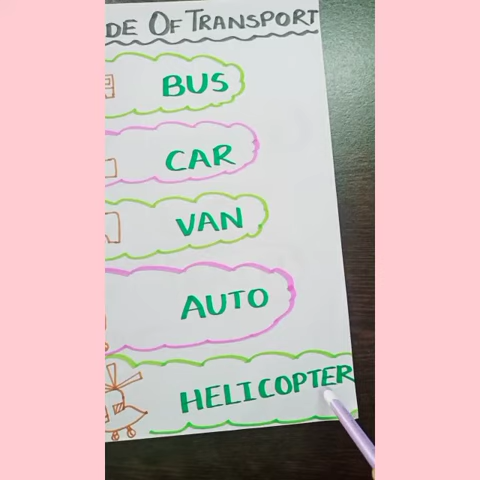 DE OF TRANSPORT
BUS
CAR
VAN
AUTO
HELICOPTER